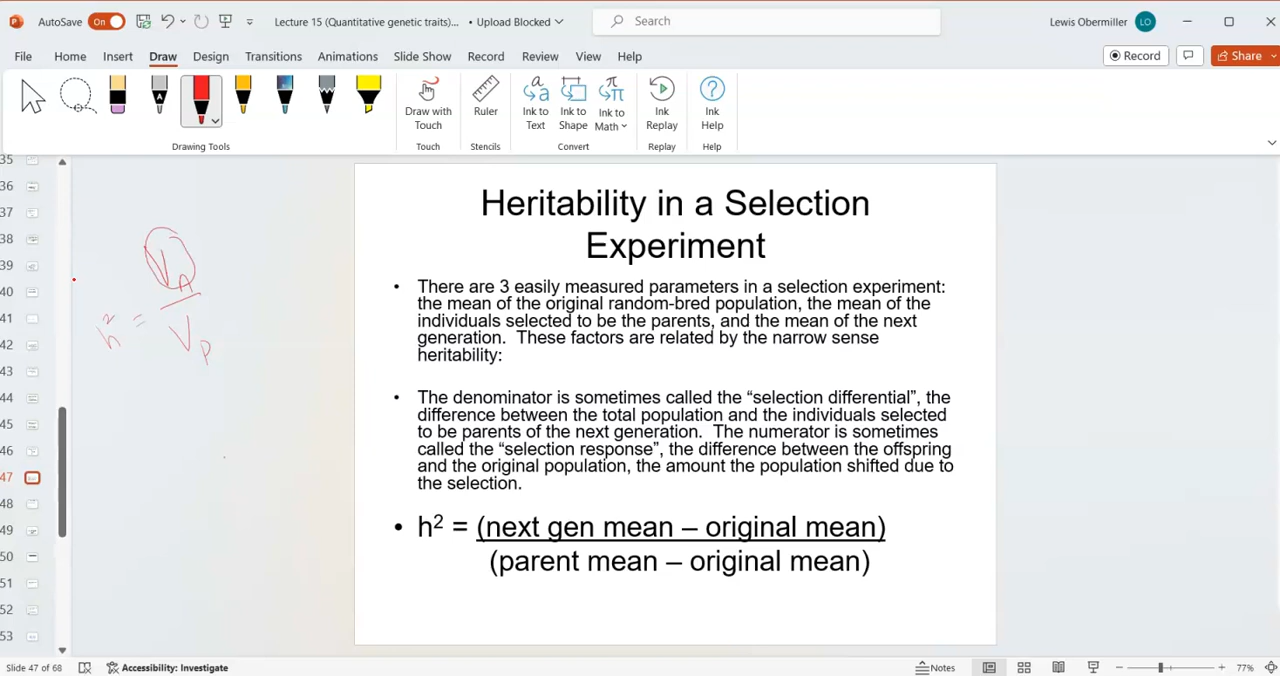 AutoSave On Lecture 15 (Quantitative genetic traits)... • Upload Blocked Search Lewis Obermiller LO
File Home Insert Draw Design Transitions Animations Slide Show Record Review View Help Record Share
Draw with Touch
Ruler
Ink to Text
Ink to Shape
Ink to Math
Ink Replay
Ink Help
Drawing Tools Touch Stencils Convert Replay Help
35
36
37
38
39
40
41
42
43
44
45
46
47
48
49
50
51
52
53
h² = V_A
V_P
Heritability in a Selection
Experiment
• There are 3 easily measured parameters in a selection experiment:
the mean of the original random-bred population, the mean of the
individuals selected to be the parents, and the mean of the next
generation. These factors are related by the narrow sense
heritability:
• The denominator is sometimes called the “selection differential”, the
difference between the total population and the individuals selected
to be parents of the next generation. The numerator is sometimes
called the “selection response”, the difference between the offspring
and the original population, the amount the population shifted due to
the selection.
• h² = (next gen mean – original mean)
(parent mean – original mean)
Slide 47 of 68 Accessibility: Investigate Notes 77%